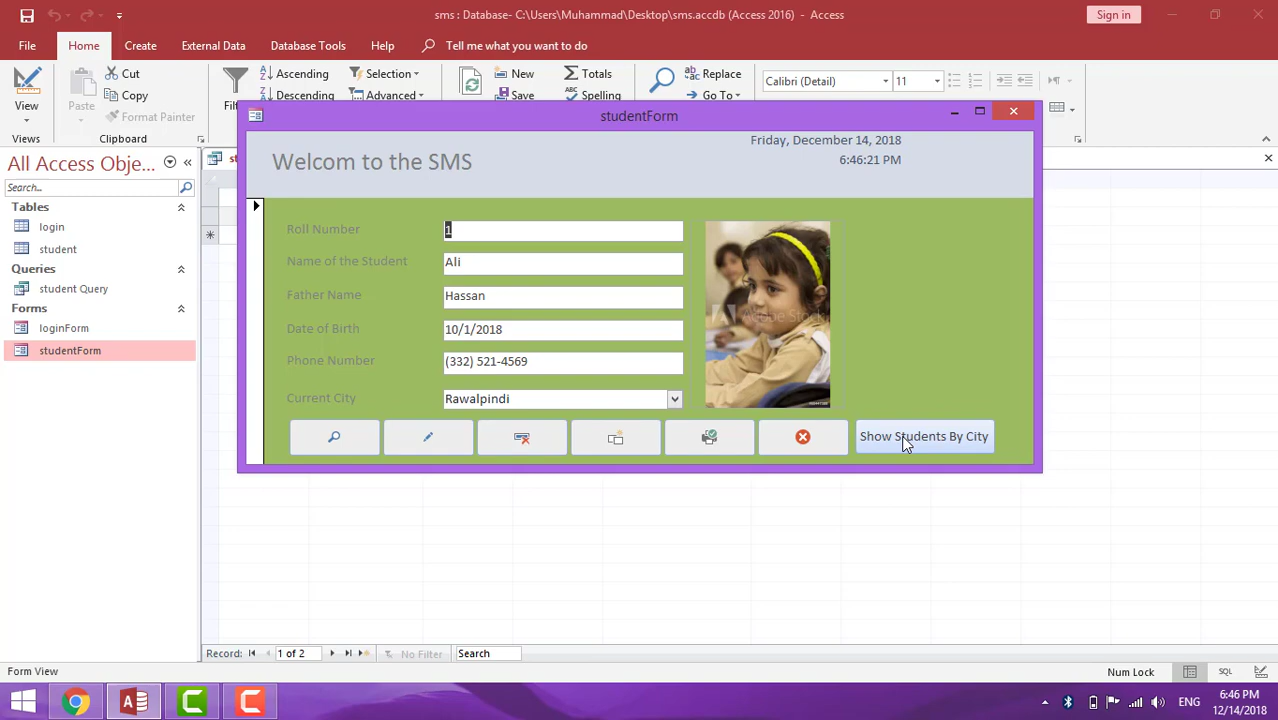 sms : Database- C:\Users\Muhammad\Desktop\sms.accdb (Access 2016) - Access
Sign in
File Home Create External Data Database Tools Help Tell me what you want to do
View
Paste
Cut
Copy
Format Painter
Ascending
Descending
Selection
Advanced
New
Save
Totals
Spelling
Replace
Go To
Calibri (Detail) 11
Views
Clipboard
All Access Obje...
Search...
Tables
login
student
Queries
student Query
Forms
loginForm
studentForm
studentForm
Friday, December 14, 2018
6:46:21 PM
Welcom to the SMS
Roll Number 1
Name of the Student Ali
Father Name Hassan
Date of Birth 10/1/2018
Phone Number (332) 521-4569
Current City Rawalpindi
Adobe Stock
Show Students By City
Record: 1 of 2 No Filter Search
Form View
Num Lock
SQL
ENG
6:46 PM
12/14/2018